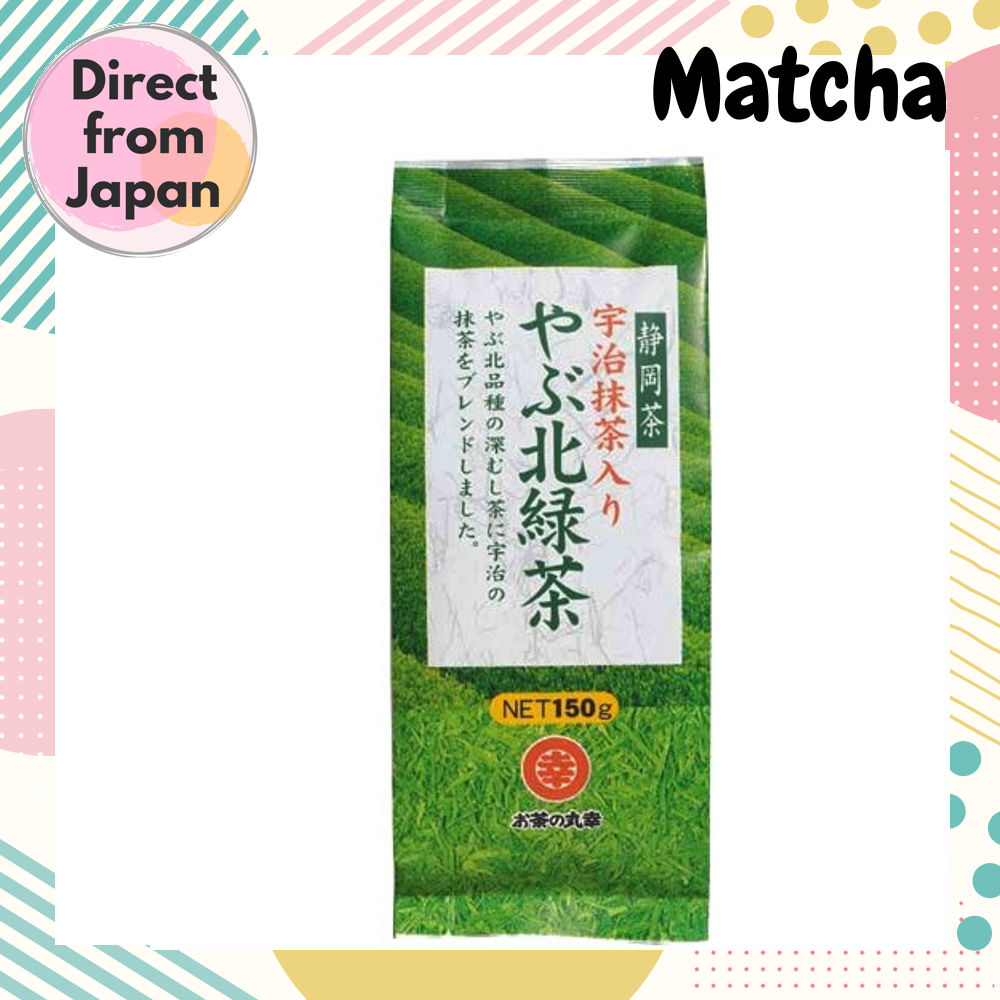 Direct
from
Japan
Matcha
静岡茶
宇治抹茶入り
やぶ北緑茶
やぶ北品種の深むし茶に宇治の
抹茶をブレンドしました。
NET150g
幸
お茶の丸幸